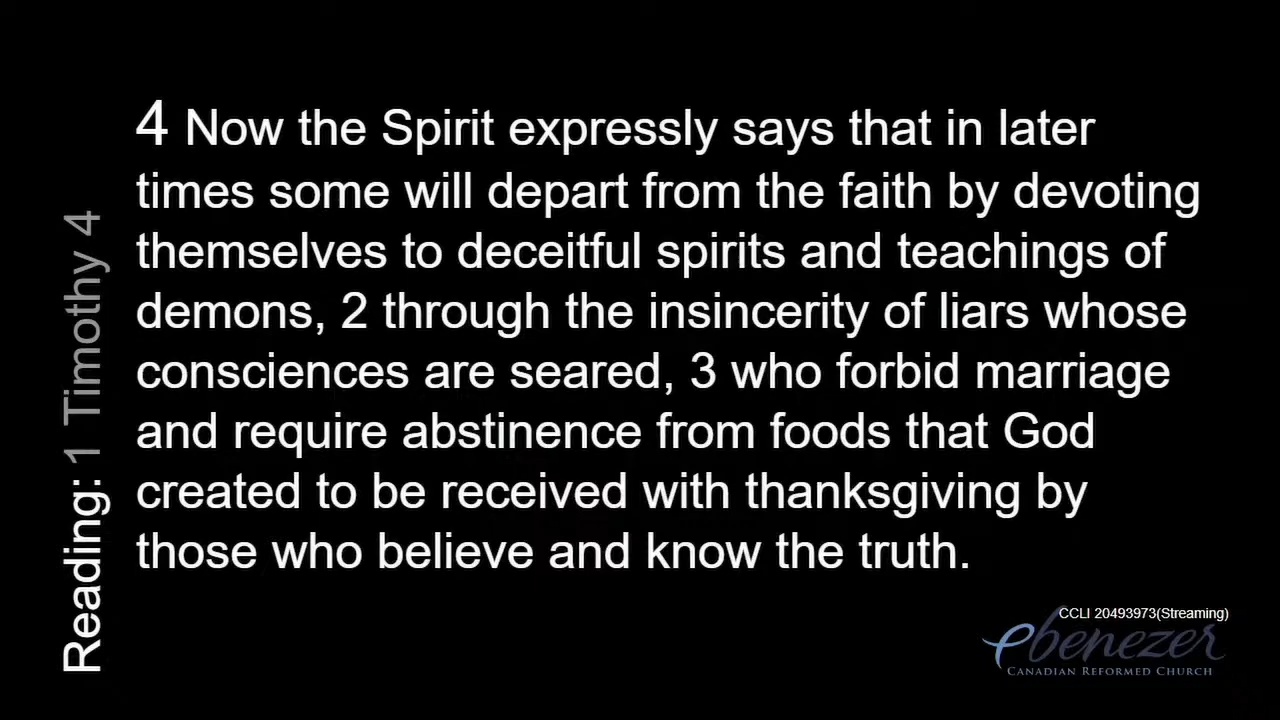 Reading: 1 Timothy 4
4 Now the Spirit expressly says that in later
times some will depart from the faith by devoting
themselves to deceitful spirits and teachings of
demons, 2 through the insincerity of liars whose
consciences are seared, 3 who forbid marriage
and require abstinence from foods that God
created to be received with thanksgiving by
those who believe and know the truth.
CCLI 20493973(Streaming)
ebenezer
CANADIAN REFORMED CHURCH